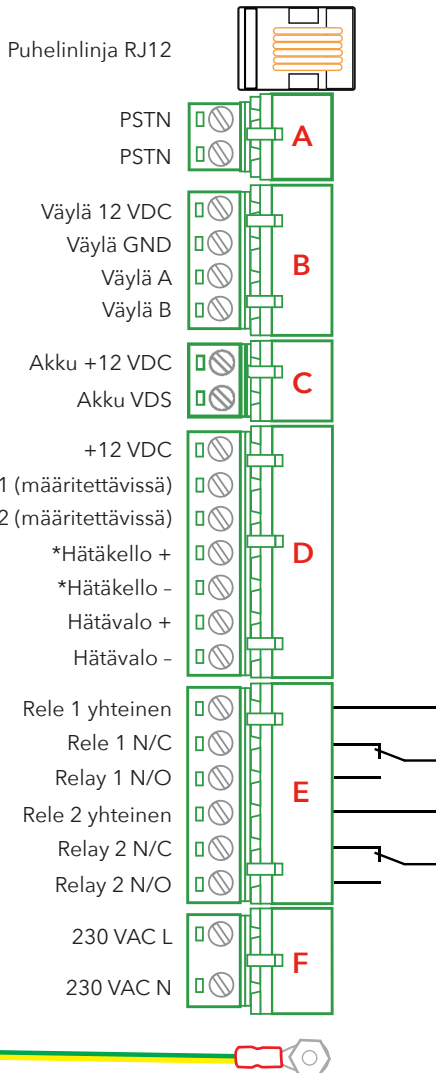 Puhelinlinja RJ12
PSTN
PSTN
A
Väylä 12 VDC
Väylä GND
Väylä A
Väylä B
B
Akku +12 VDC
Akku VDS
C
+12 VDC
1 (määritettävissä)
2 (määritettävissä)
*Hätäkello +
*Hätäkello –
Hätävalo +
Hätävalo –
D
Rele 1 yhteinen
Rele 1 N/C
Relay 1 N/O
Rele 2 yhteinen
Relay 2 N/C
Relay 2 N/O
E
230 VAC L
230 VAC N
F